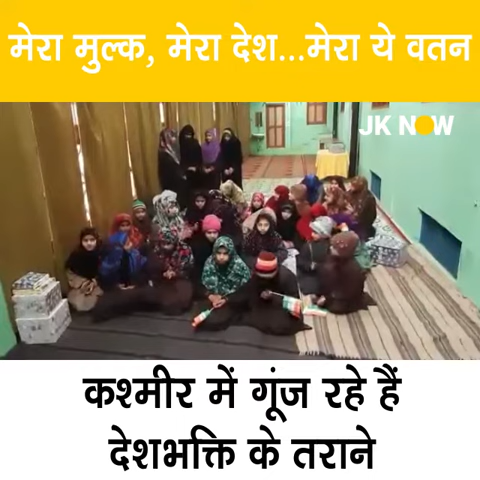 मेरा मुल्क, मेरा देश...मेरा ये वतन
JK NOW
कश्मीर में गूंज रहे हैं
देशभक्ति के तराने